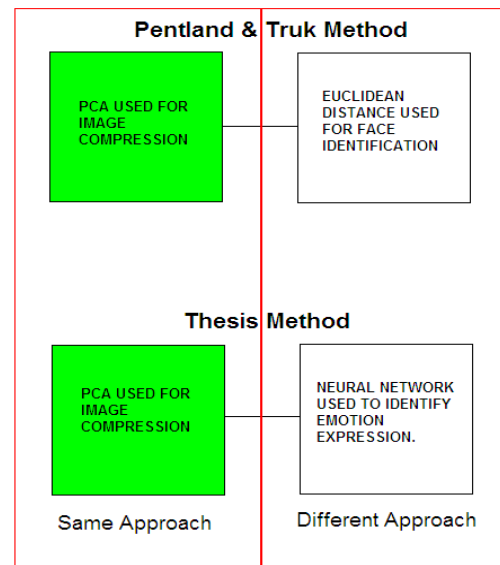 Pentland & Truk Method
PCA USED FOR
IMAGE
COMPRESSION
EUCLIDEAN
DISTANCE USED
FOR FACE
IDENTIFICATION
Thesis Method
PCA USED FOR
IMAGE
COMPRESSION
NEURAL NETWORK
USED TO IDENTIFY
EMOTION
EXPRESSION.
Same Approach
Different Approach